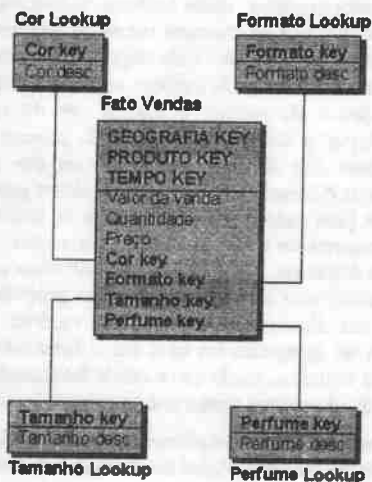 Cor Lookup
Formato Lookup
Cor key
Cor desc
Formato key
Formato desc
Fato Vendas
GEOGRAFIA KEY
PRODUTO KEY
TEMPO KEY
Valor da venda
Quantidade
Preço
Cor key
Formato key
Tamanho key
Perfume key
Tamanho key
Tamanho desc
Perfume key
Perfume desc
Tamanho Lookup
Perfume Lookup